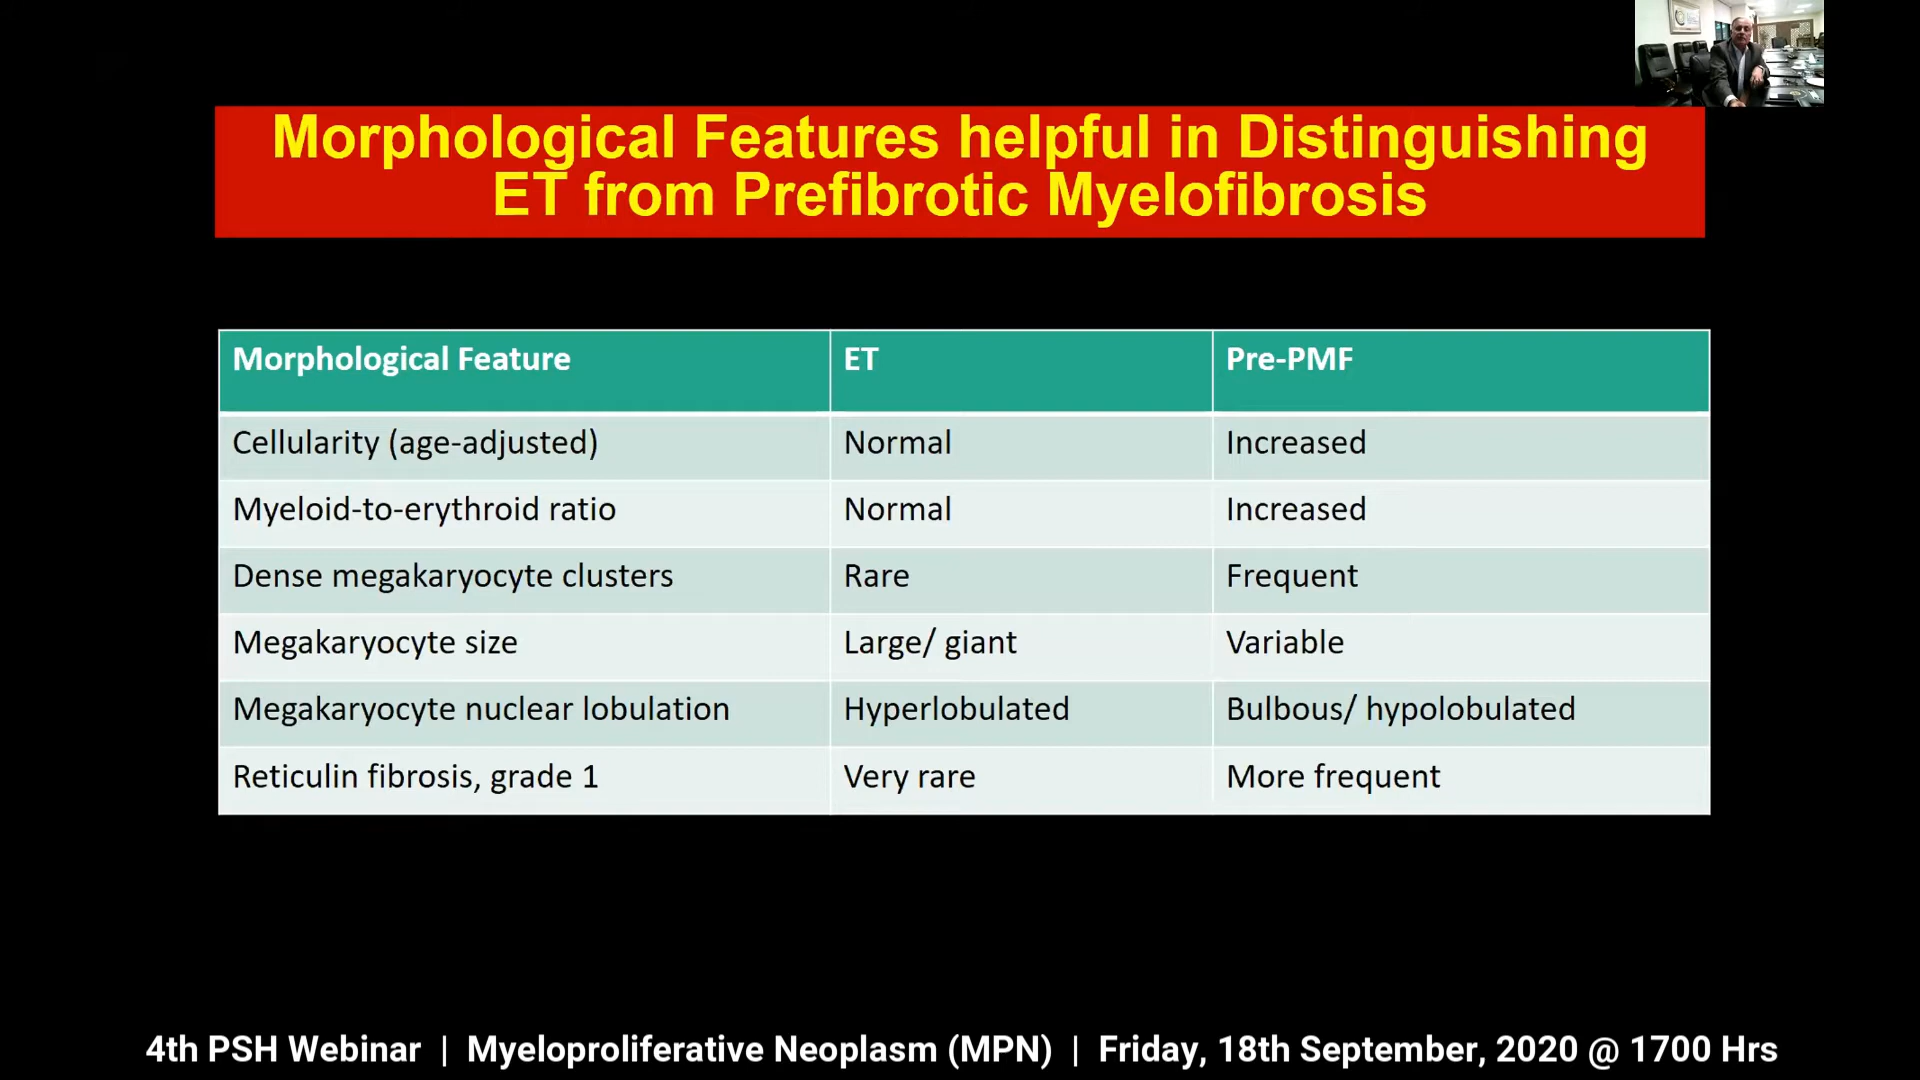 Morphological Features helpful in Distinguishing
ET from Prefibrotic Myelofibrosis
Morphological Feature ET Pre-PMF
Cellularity (age-adjusted) Normal Increased
Myeloid-to-erythroid ratio Normal Increased
Dense megakaryocyte clusters Rare Frequent
Megakaryocyte size Large/ giant Variable
Megakaryocyte nuclear lobulation Hyperlobulated Bulbous/ hypolobulated
Reticulin fibrosis, grade 1 Very rare More frequent
4th PSH Webinar | Myeloproliferative Neoplasm (MPN) | Friday, 18th September, 2020 @ 1700 Hrs